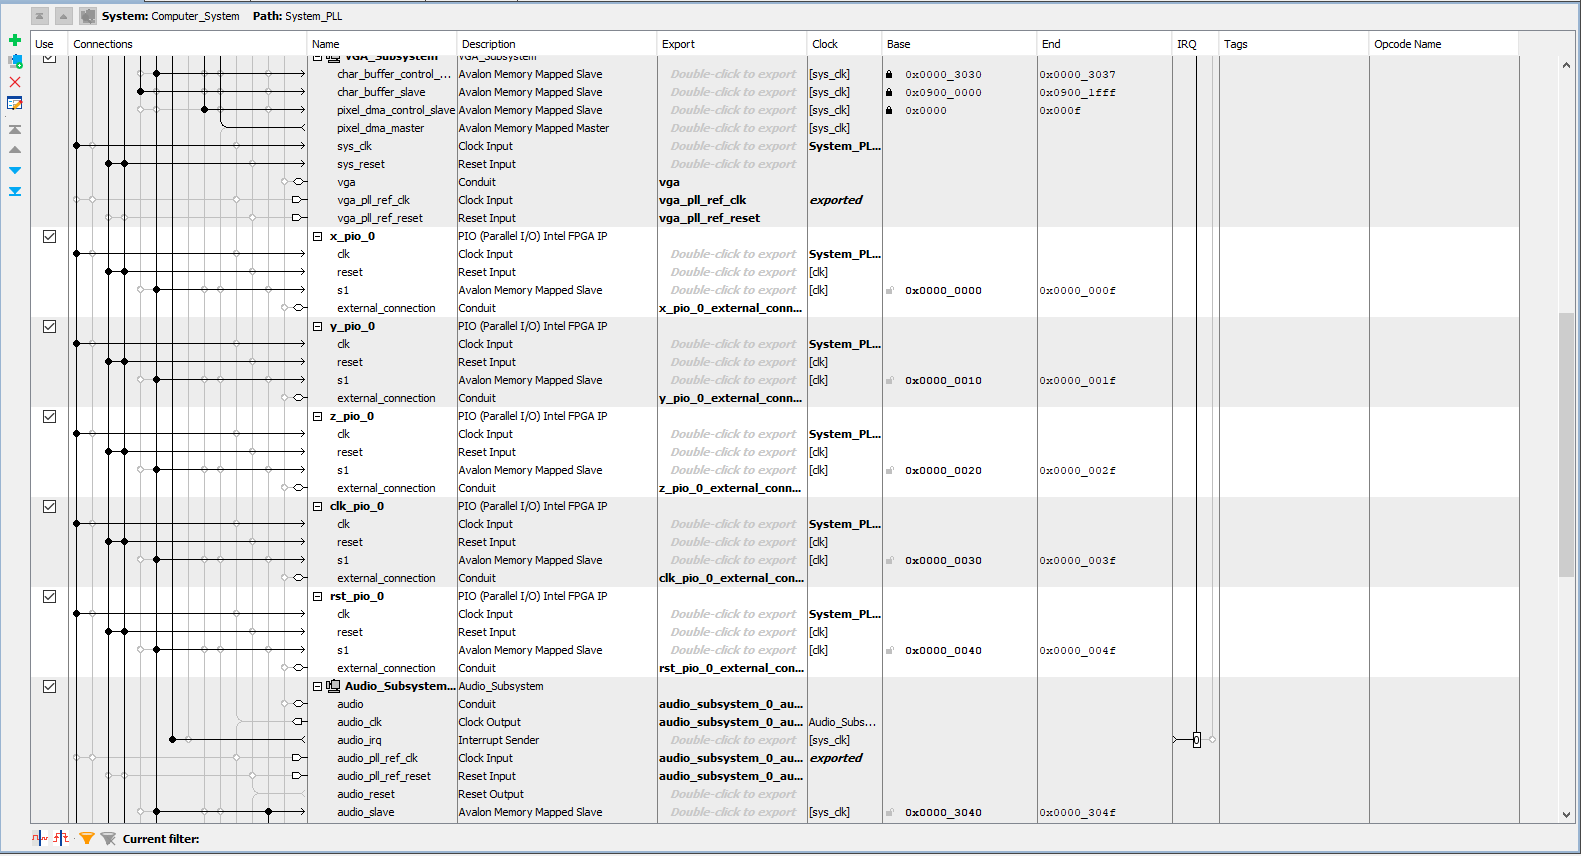 System: Computer_System Path: System_PLL
Use Connections Name Description Export Clock Base End IRQ Tags Opcode Name
VGA_Subsystem VGA_Subsystem
char_buffer_control_... Avalon Memory Mapped Slave Double-click to export [sys_clk] 0x0000_3030 0x0000_3037
char_buffer_slave Avalon Memory Mapped Slave Double-click to export [sys_clk] 0x0900_0000 0x0900_1fff
pixel_dma_control_slave Avalon Memory Mapped Slave Double-click to export [sys_clk] 0x0000 0x000f
pixel_dma_master Avalon Memory Mapped Master Double-click to export [sys_clk]
sys_clk Clock Input Double-click to export System_PL...
sys_reset Reset Input Double-click to export
vga Conduit vga
vga_pll_ref_clk Clock Input vga_pll_ref_clk exported
vga_pll_ref_reset Reset Input vga_pll_ref_reset
x_pio_0 PIO (Parallel I/O) Intel FPGA IP
clk Clock Input Double-click to export System_PL...
reset Reset Input Double-click to export [clk]
s1 Avalon Memory Mapped Slave Double-click to export [clk] 0x0000_0000 0x0000_000f
external_connection Conduit x_pio_0_external_conn...
y_pio_0 PIO (Parallel I/O) Intel FPGA IP
clk Clock Input Double-click to export System_PL...
reset Reset Input Double-click to export [clk]
s1 Avalon Memory Mapped Slave Double-click to export [clk] 0x0000_0010 0x0000_001f
external_connection Conduit y_pio_0_external_conn...
z_pio_0 PIO (Parallel I/O) Intel FPGA IP
clk Clock Input Double-click to export System_PL...
reset Reset Input Double-click to export [clk]
s1 Avalon Memory Mapped Slave Double-click to export [clk] 0x0000_0020 0x0000_002f
external_connection Conduit z_pio_0_external_conn...
clk_pio_0 PIO (Parallel I/O) Intel FPGA IP
clk Clock Input Double-click to export System_PL...
reset Reset Input Double-click to export [clk]
s1 Avalon Memory Mapped Slave Double-click to export [clk] 0x0000_0030 0x0000_003f
external_connection Conduit clk_pio_0_external_con...
rst_pio_0 PIO (Parallel I/O) Intel FPGA IP
clk Clock Input Double-click to export System_PL...
reset Reset Input Double-click to export [clk]
s1 Avalon Memory Mapped Slave Double-click to export [clk] 0x0000_0040 0x0000_004f
external_connection Conduit rst_pio_0_external_con...
Audio_Subsystem... Audio_Subsystem
audio Conduit audio_subsystem_0_au...
audio_clk Clock Output audio_subsystem_0_au... Audio_Subs...
audio_irq Interrupt Sender Double-click to export [sys_clk] 0
audio_pll_ref_clk Clock Input audio_subsystem_0_au... exported
audio_pll_ref_reset Reset Input audio_subsystem_0_au...
audio_reset Reset Output Double-click to export
audio_slave Avalon Memory Mapped Slave Double-click to export [sys_clk] 0x0000_3040 0x0000_304f
Current filter: